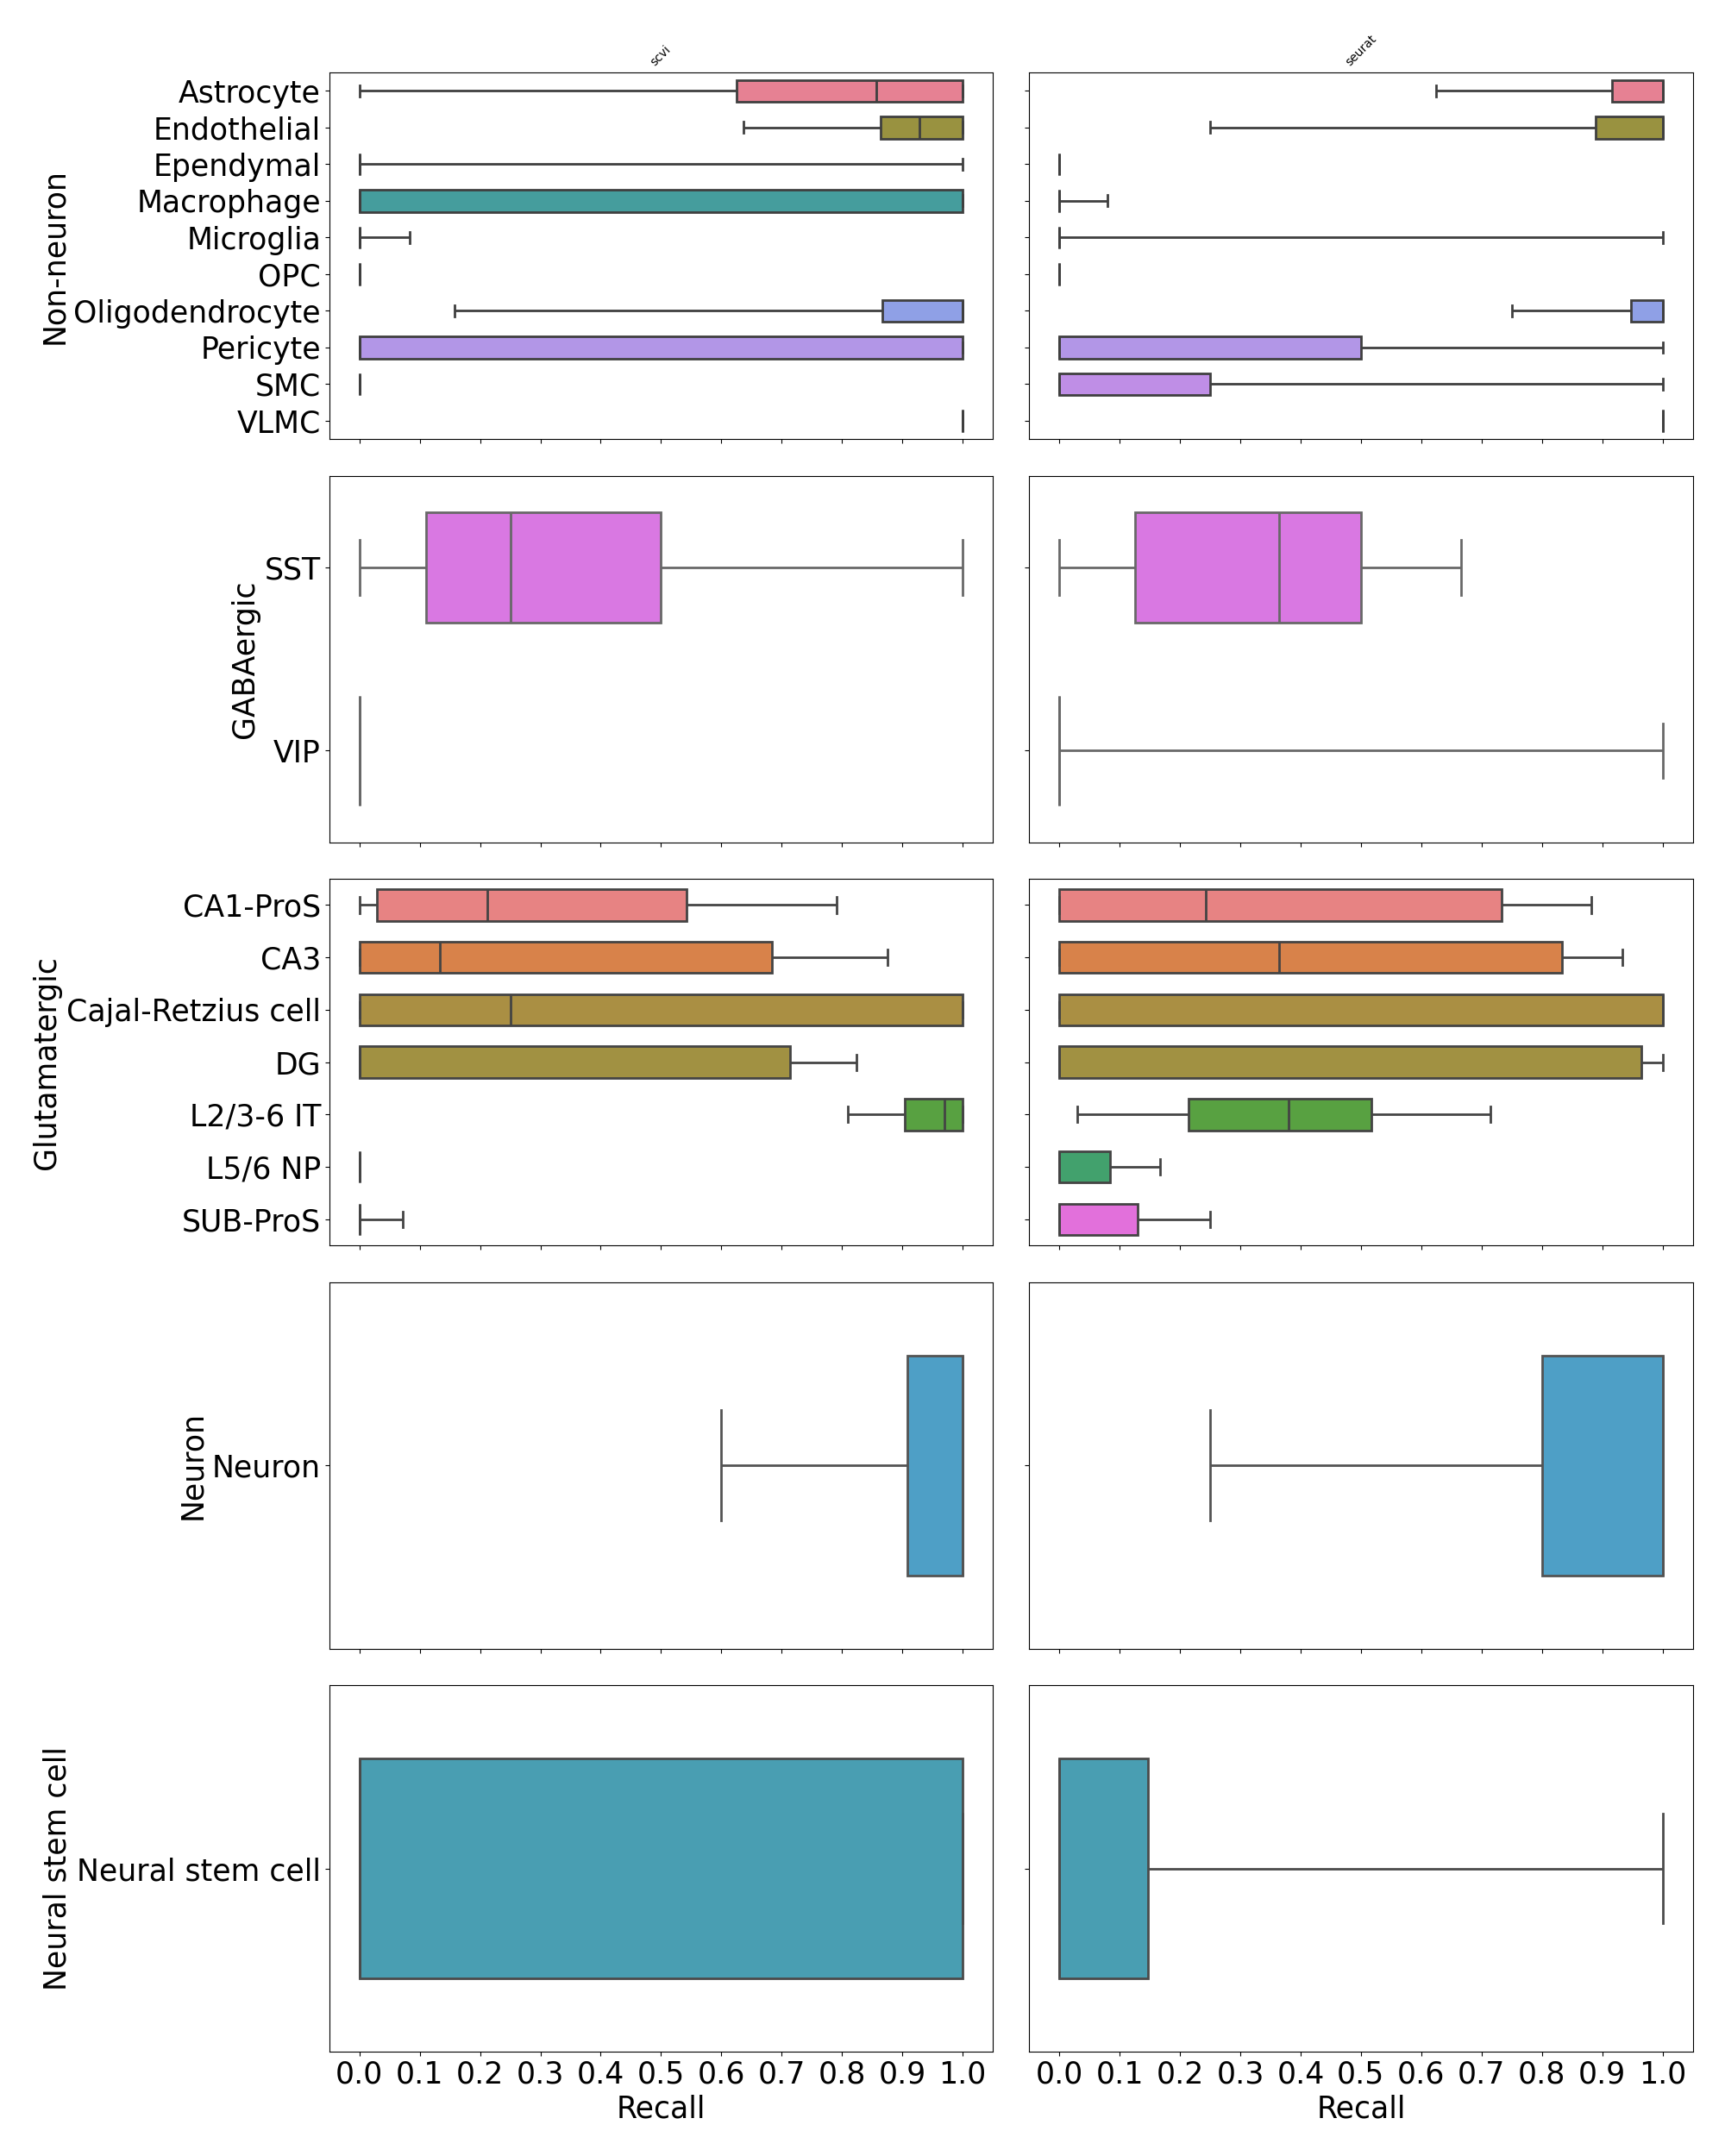 scvi
seurat
Non-neuron
Astrocyte
Endothelial
Ependymal
Macrophage
Microglia
OPC
Oligodendrocyte
Pericyte
SMC
VLMC
GABAergic
SST
VIP
Glutamatergic
CA1-ProS
CA3
Cajal-Retzius cell
DG
L2/3-6 IT
L5/6 NP
SUB-ProS
Neuron
Neuron
Neural stem cell
Neural stem cell
0.0 0.1 0.2 0.3 0.4 0.5 0.6 0.7 0.8 0.9 1.0
Recall
0.0 0.1 0.2 0.3 0.4 0.5 0.6 0.7 0.8 0.9 1.0
Recall